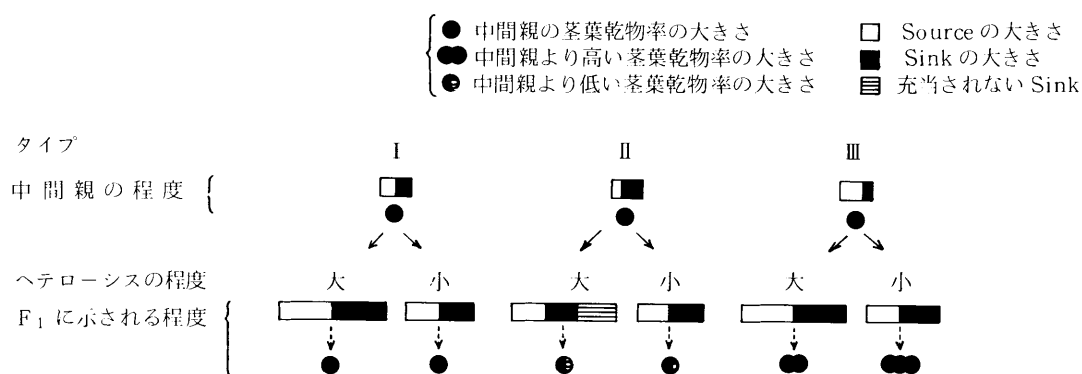 中間親の茎葉乾物率の大きさ Sourceの大きさ
中間親より高い茎葉乾物率の大きさ Sinkの大きさ
中間親より低い茎葉乾物率の大きさ 充当されないSink
タイプ Ⅰ Ⅱ Ⅲ
中間親の程度
ヘテローシスの程度 大 小 大 小 大 小
F₁に示される程度